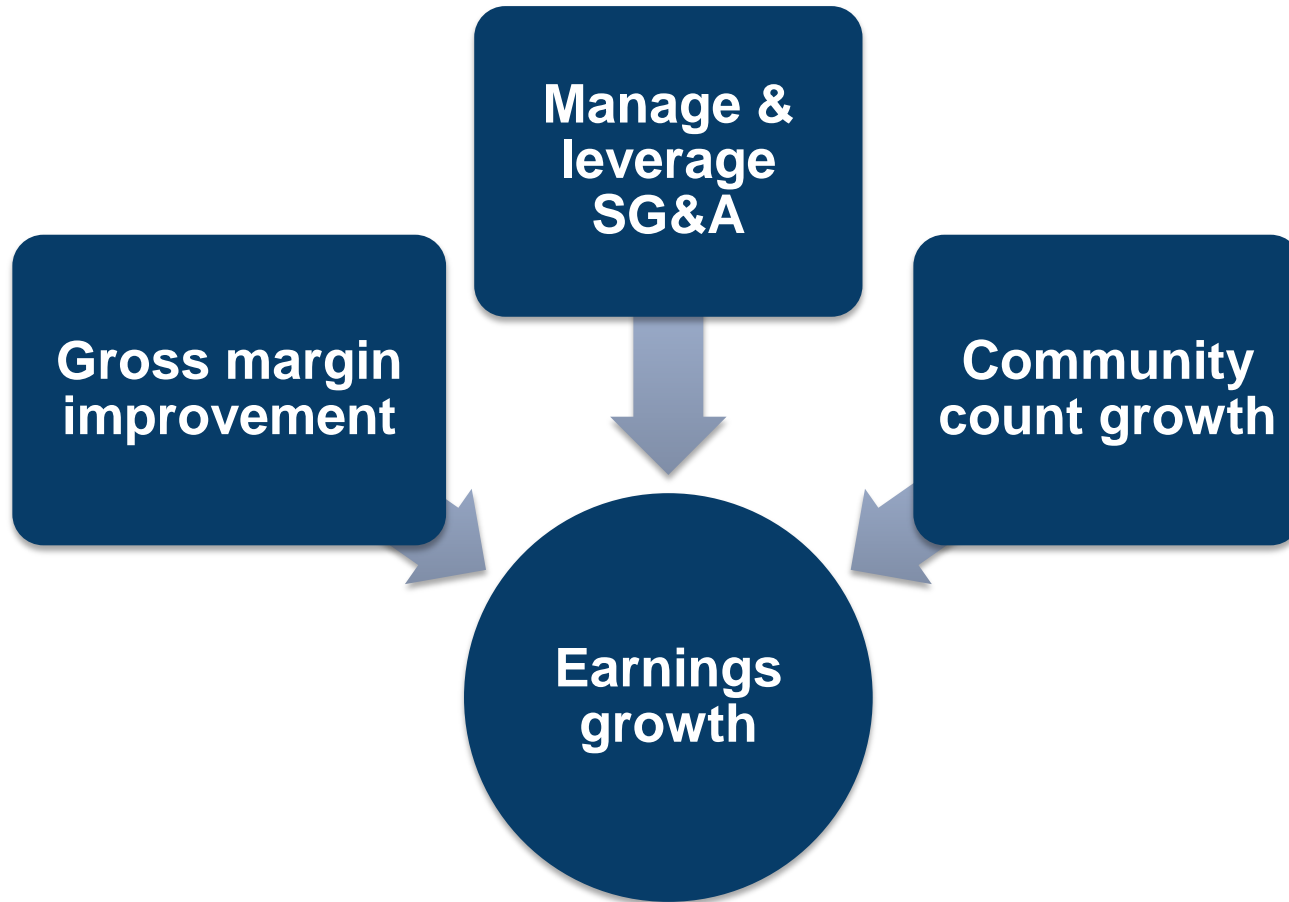 Manage &
leverage
SG&A
Gross margin
improvement
Community
count growth
Earnings
growth